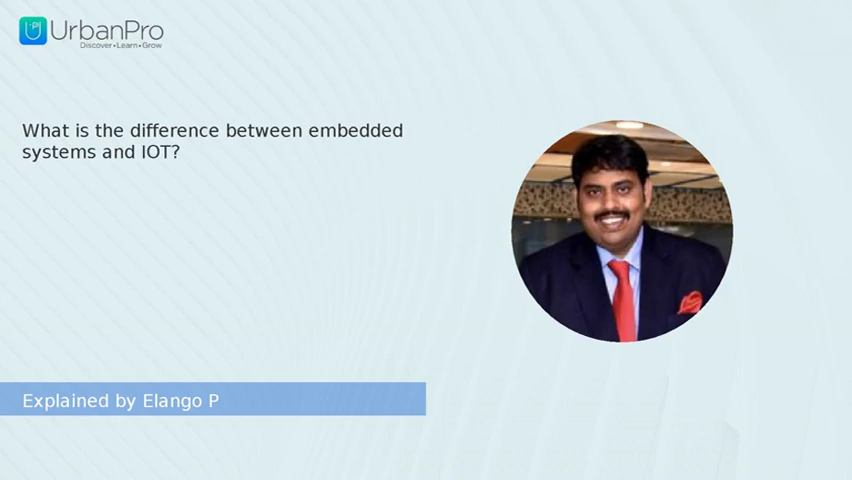 UrbanPro
Discover•Learn•Grow
What is the difference between embedded
systems and IOT?
Explained by Elango P